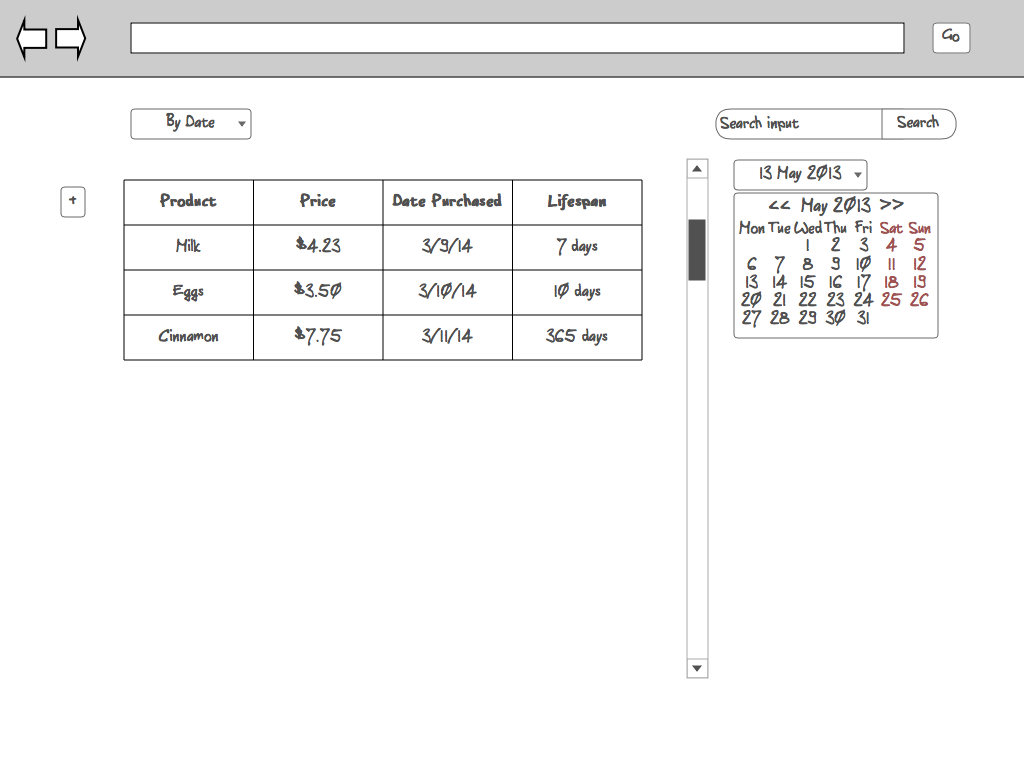 Go
By Date
Search input Search
13 May 2013
+
Product Price Date Purchased Lifespan
Milk $4.23 3/9/14 7 days
Eggs $3.50 3/10/14 10 days
Cinnamon $7.75 3/11/14 365 days
<< May 2013 >>
Mon Tue Wed Thu Fri Sat Sun
1 2 3 4 5
6 7 8 9 10 11 12
13 14 15 16 17 18 19
20 21 22 23 24 25 26
27 28 29 30 31